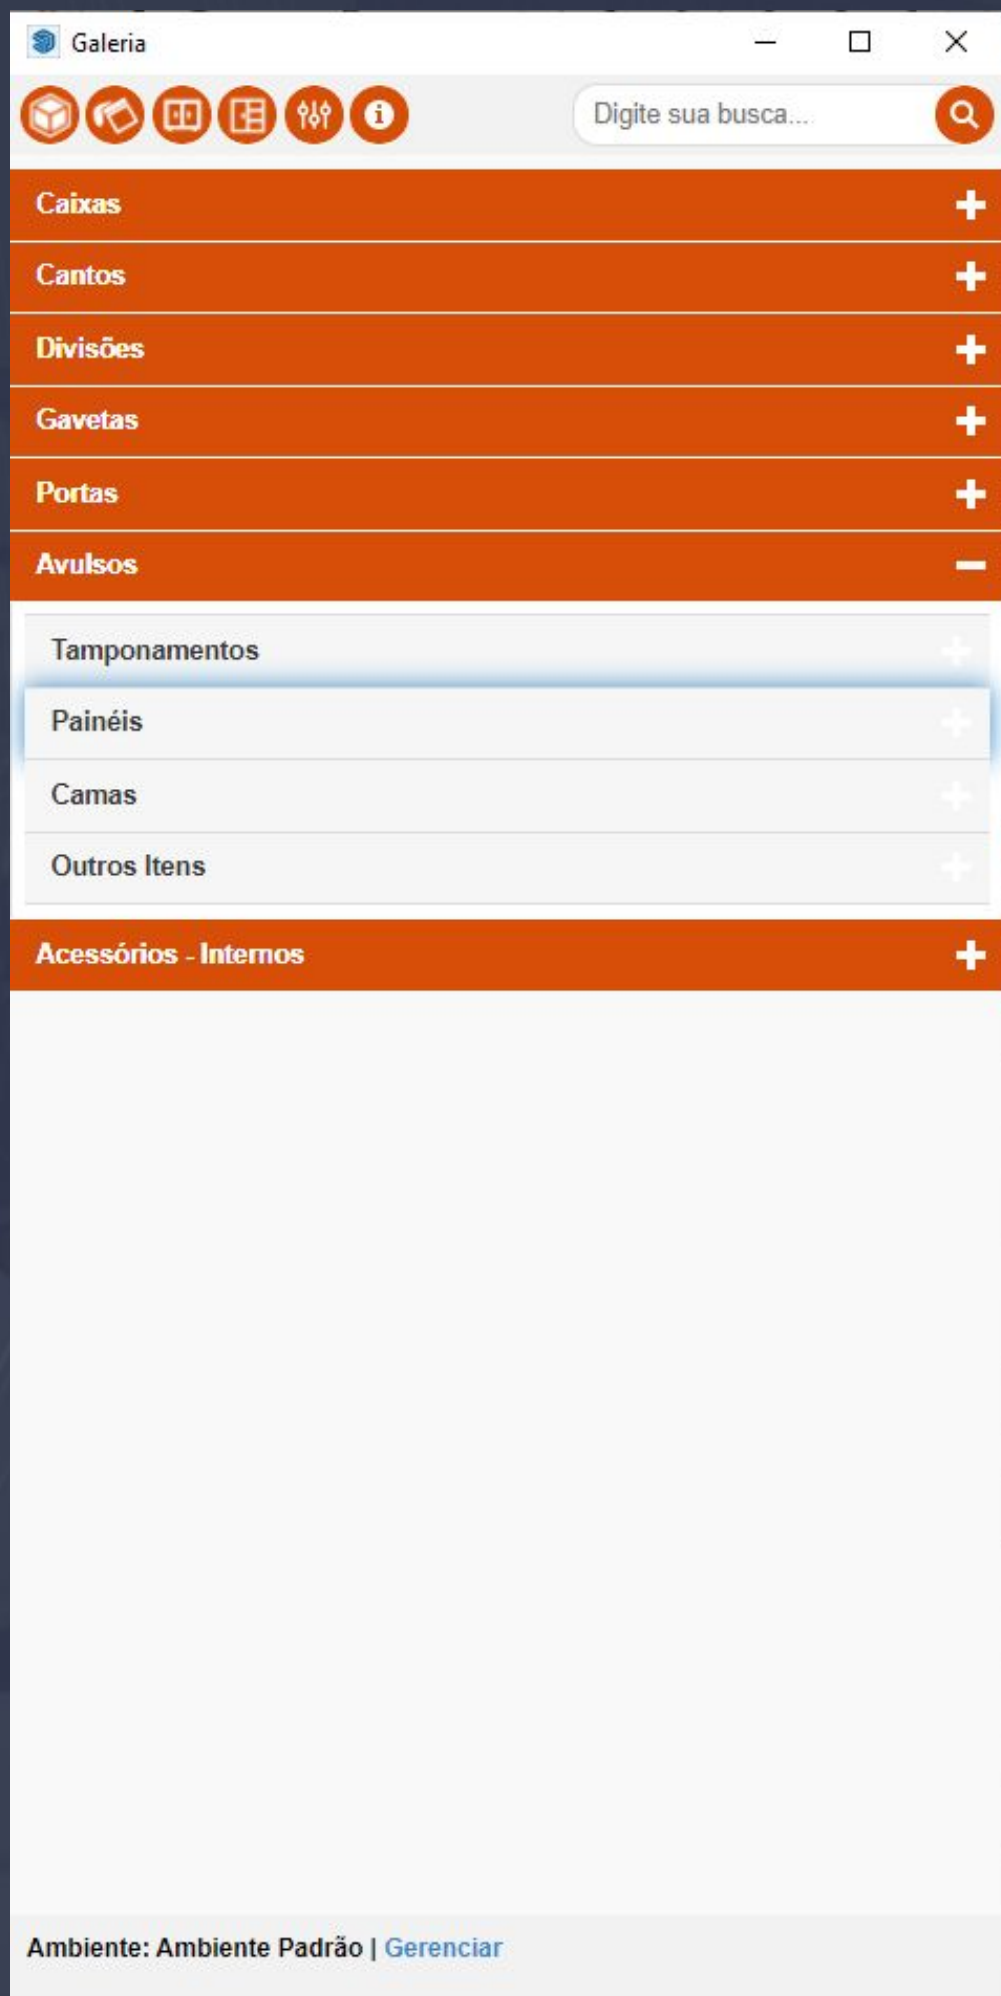 Galeria
Digite sua busca...
Caixas
Cantos
Divisões
Gavetas
Portas
Avulsos
Tamponamentos
Painéis
Camas
Outros Itens
Acessórios - Internos
Ambiente: Ambiente Padrão | Gerenciar